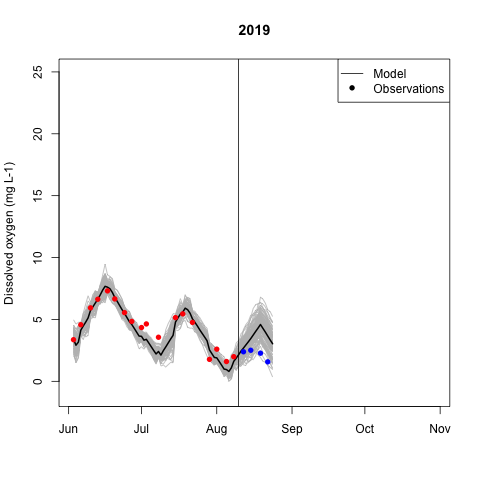 2019
Model
Observations
Dissolved oxygen (mg L-1)
25
20
15
10
5
0
Jun Jul Aug Sep Oct Nov